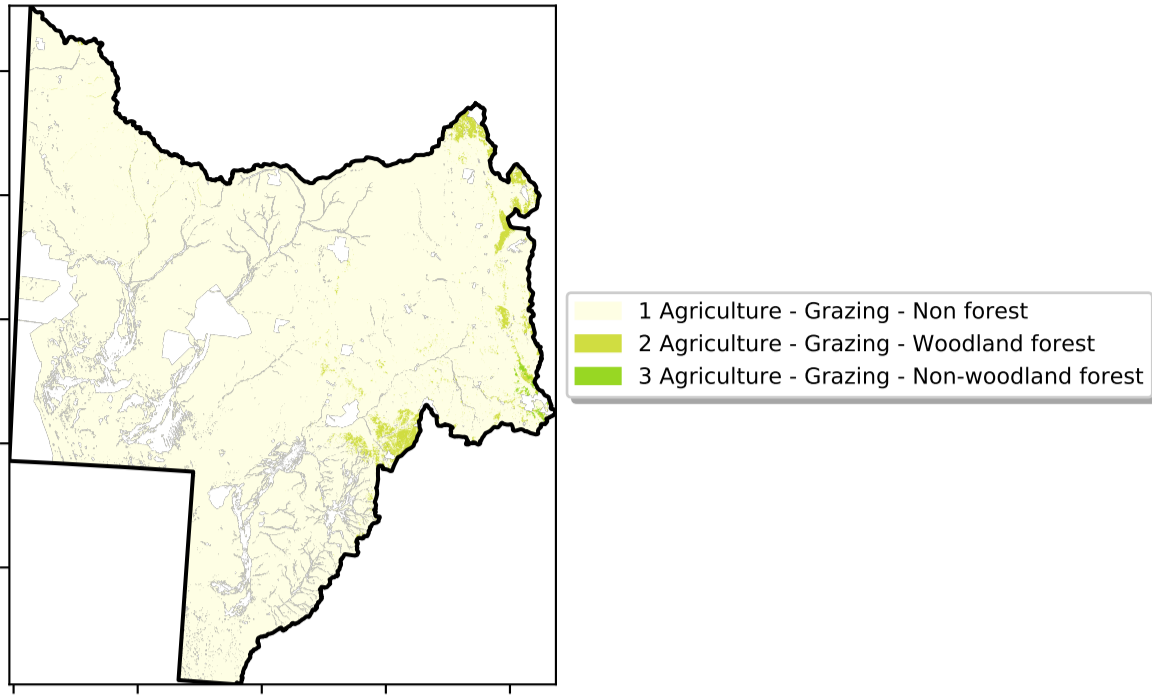 1 Agriculture - Grazing - Non forest
2 Agriculture - Grazing - Woodland forest
3 Agriculture - Grazing - Non-woodland forest